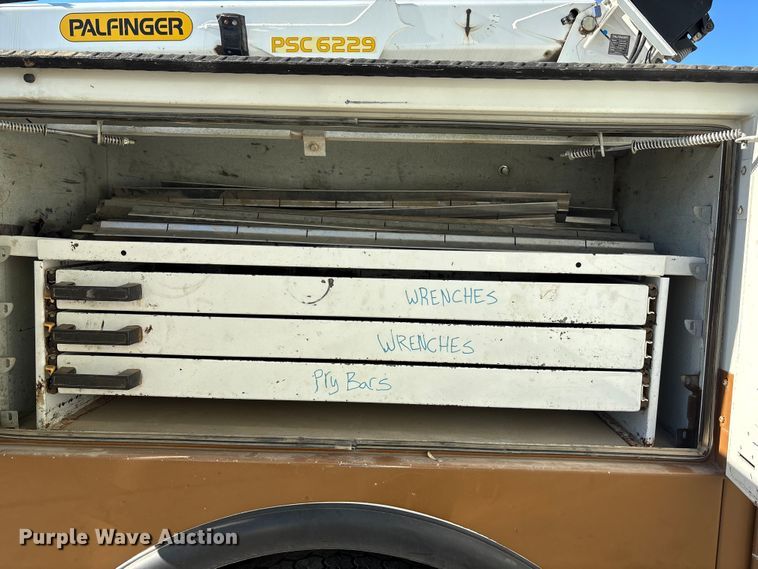 PALFINGER
PSC 6229
WRENCHES
WRENCHES
Pry Bars
Purple Wave Auction®